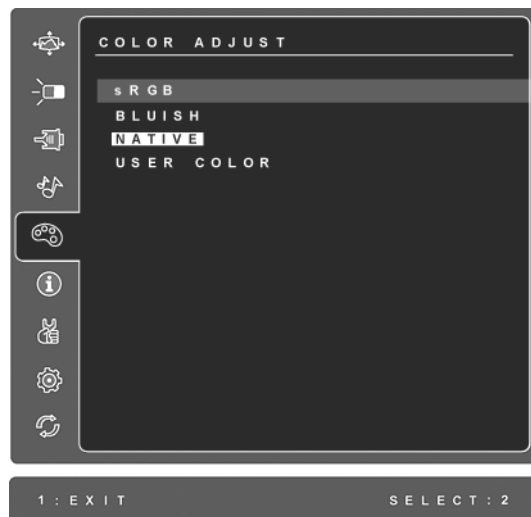 COLOR ADJUST
sRGB
BLUISH
NATIVE
USER COLOR
1:EXIT SELECT:2